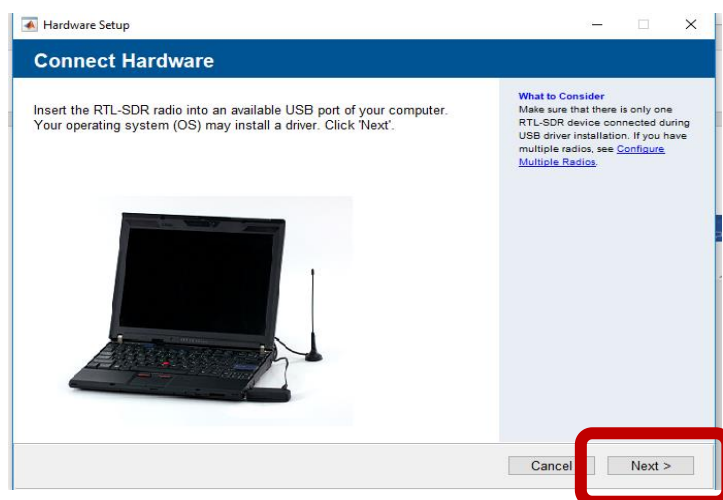 Hardware Setup
Connect Hardware
Insert the RTL-SDR radio into an available USB port of your computer.
Your operating system (OS) may install a driver. Click 'Next'.
What to Consider
Make sure that there is only one
RTL-SDR device connected during
USB driver installation. If you have
multiple radios, see Configure
Multiple Radios.
Cancel
Next >